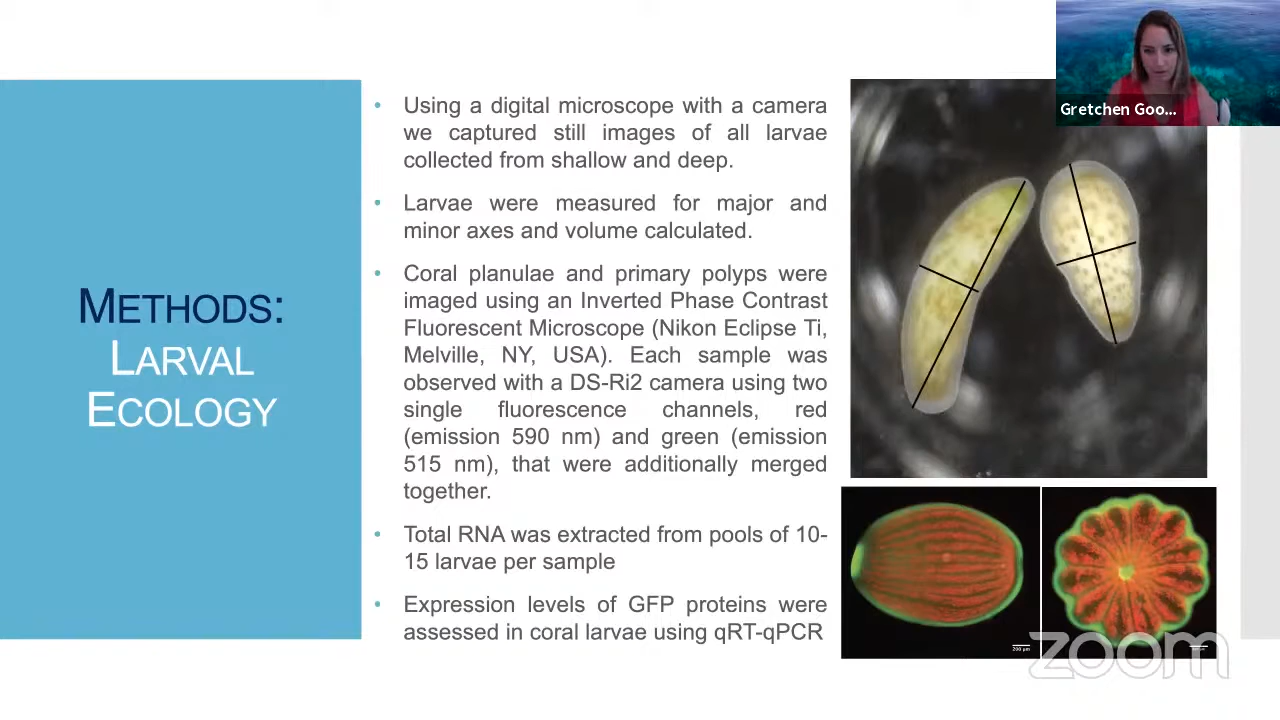 Gretchen Goo...
METHODS:
LARVAL
ECOLOGY
• Using a digital microscope with a camera
we captured still images of all larvae
collected from shallow and deep.
• Larvae were measured for major and
minor axes and volume calculated.
• Coral planulae and primary polyps were
imaged using an Inverted Phase Contrast
Fluorescent Microscope (Nikon Eclipse Ti,
Melville, NY, USA). Each sample was
observed with a DS-Ri2 camera using two
single fluorescence channels, red
(emission 590 nm) and green (emission
515 nm), that were additionally merged
together.
• Total RNA was extracted from pools of 10-
15 larvae per sample
• Expression levels of GFP proteins were
assessed in coral larvae using qRT-qPCR
200 µm
zoom